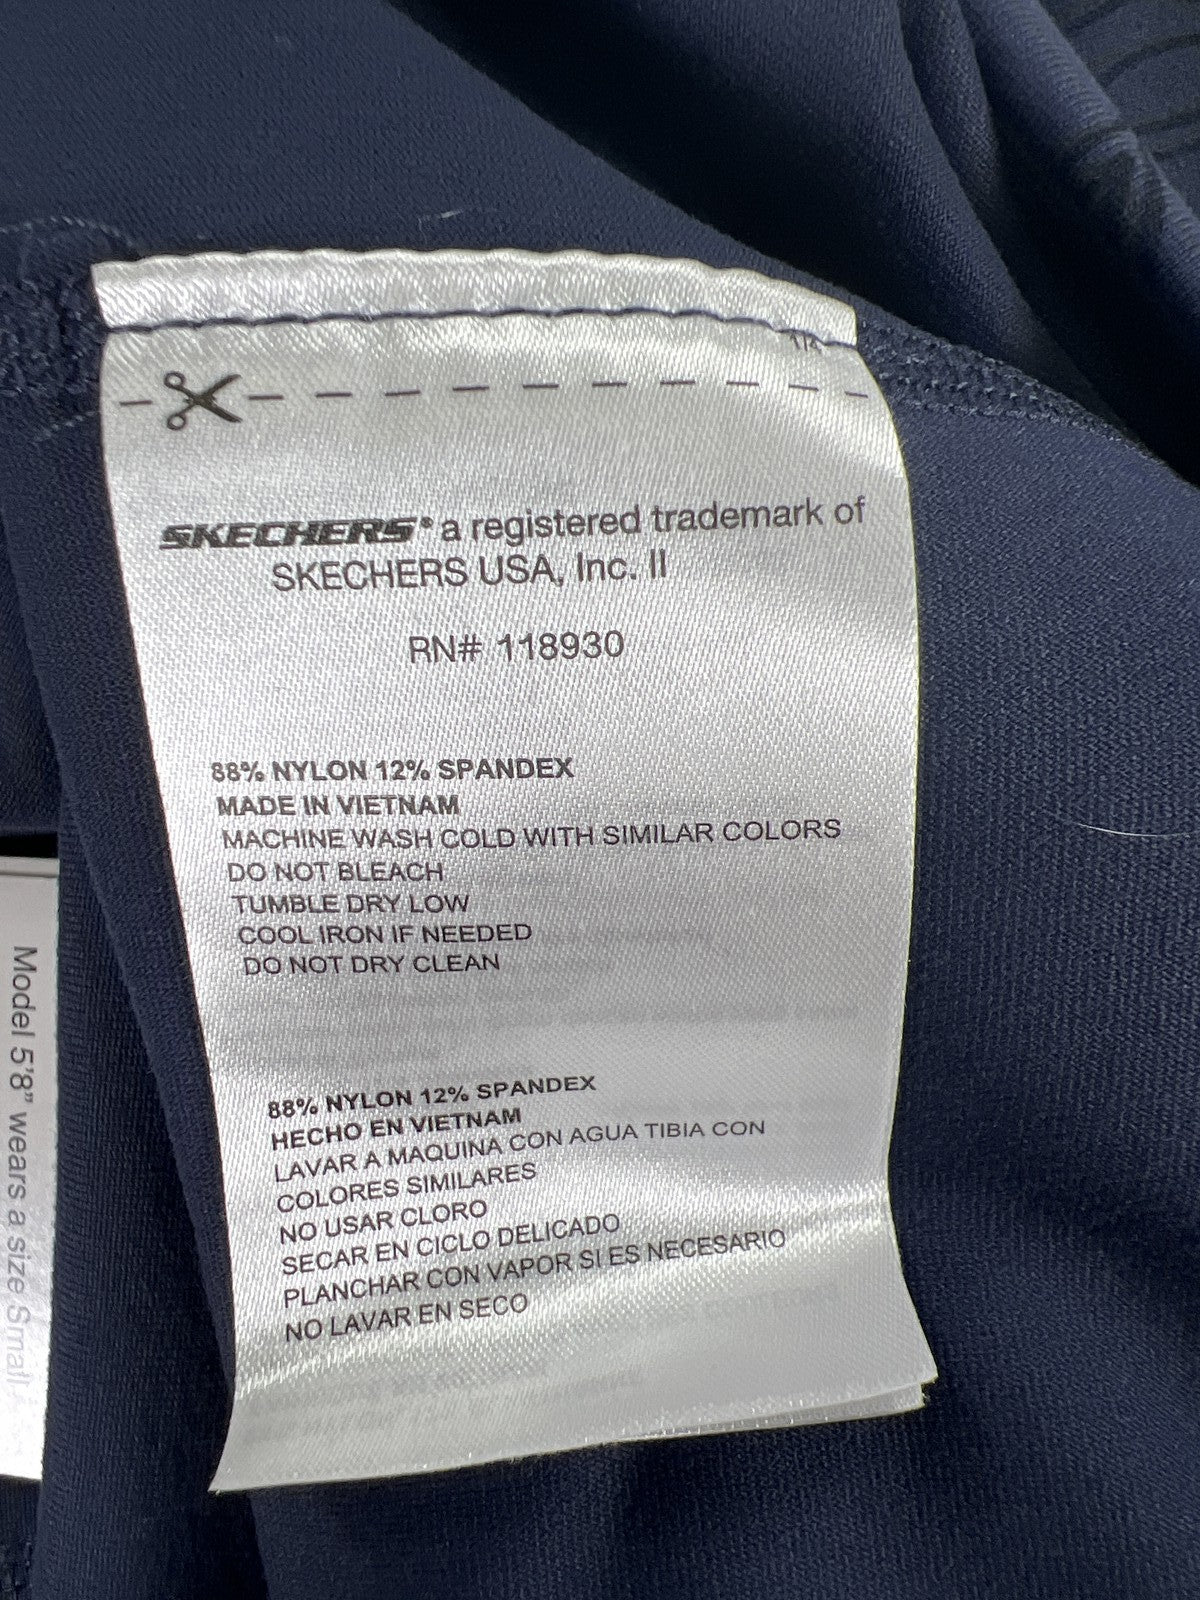 1/4
SKECHERS® a registered trademark of
SKECHERS USA, Inc. II
RN# 118930
88% NYLON 12% SPANDEX
MADE IN VIETNAM
MACHINE WASH COLD WITH SIMILAR COLORS
DO NOT BLEACH
TUMBLE DRY LOW
COOL IRON IF NEEDED
DO NOT DRY CLEAN
88% NYLON 12% SPANDEX
HECHO EN VIETNAM
LAVAR A MAQUINA CON AGUA TIBIA CON
COLORES SIMILARES
NO USAR CLORO
SECAR EN CICLO DELICADO
PLANCHAR CON VAPOR SI ES NECESARIO
NO LAVAR EN SECO
Model 5'8" wears a size Small